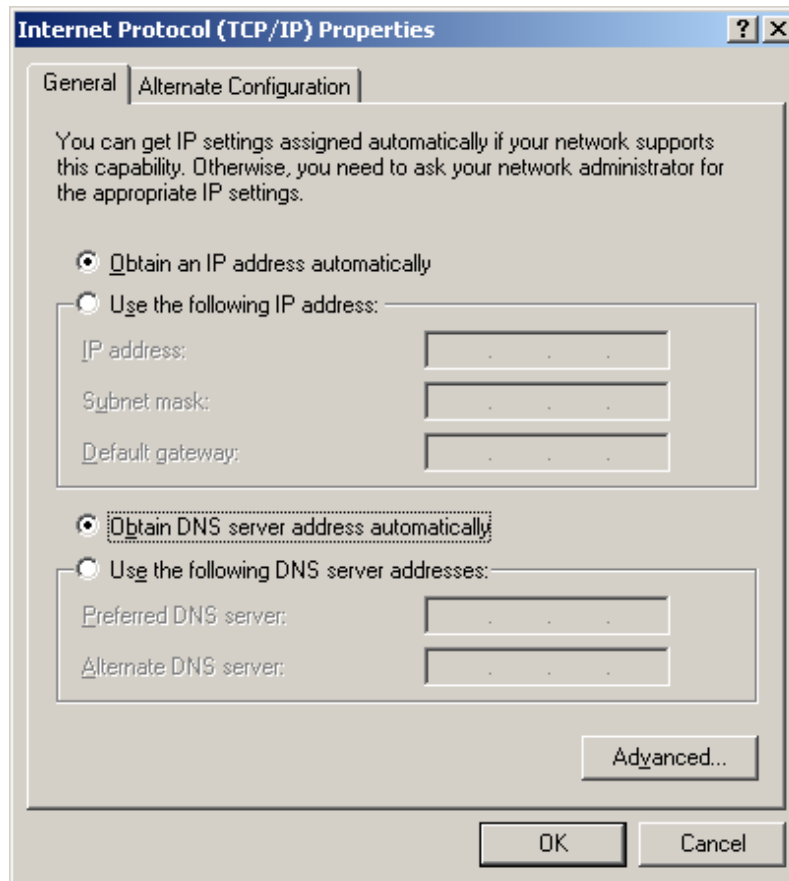 Internet Protocol (TCP/IP) Properties
General
Alternate Configuration
You can get IP settings assigned automatically if your network supports
this capability. Otherwise, you need to ask your network administrator for
the appropriate IP settings.
Obtain an IP address automatically
Use the following IP address:
IP address:
Subnet mask:
Default gateway:
Obtain DNS server address automatically
Use the following DNS server addresses:
Preferred DNS server:
Alternate DNS server:
Advanced...
OK
Cancel